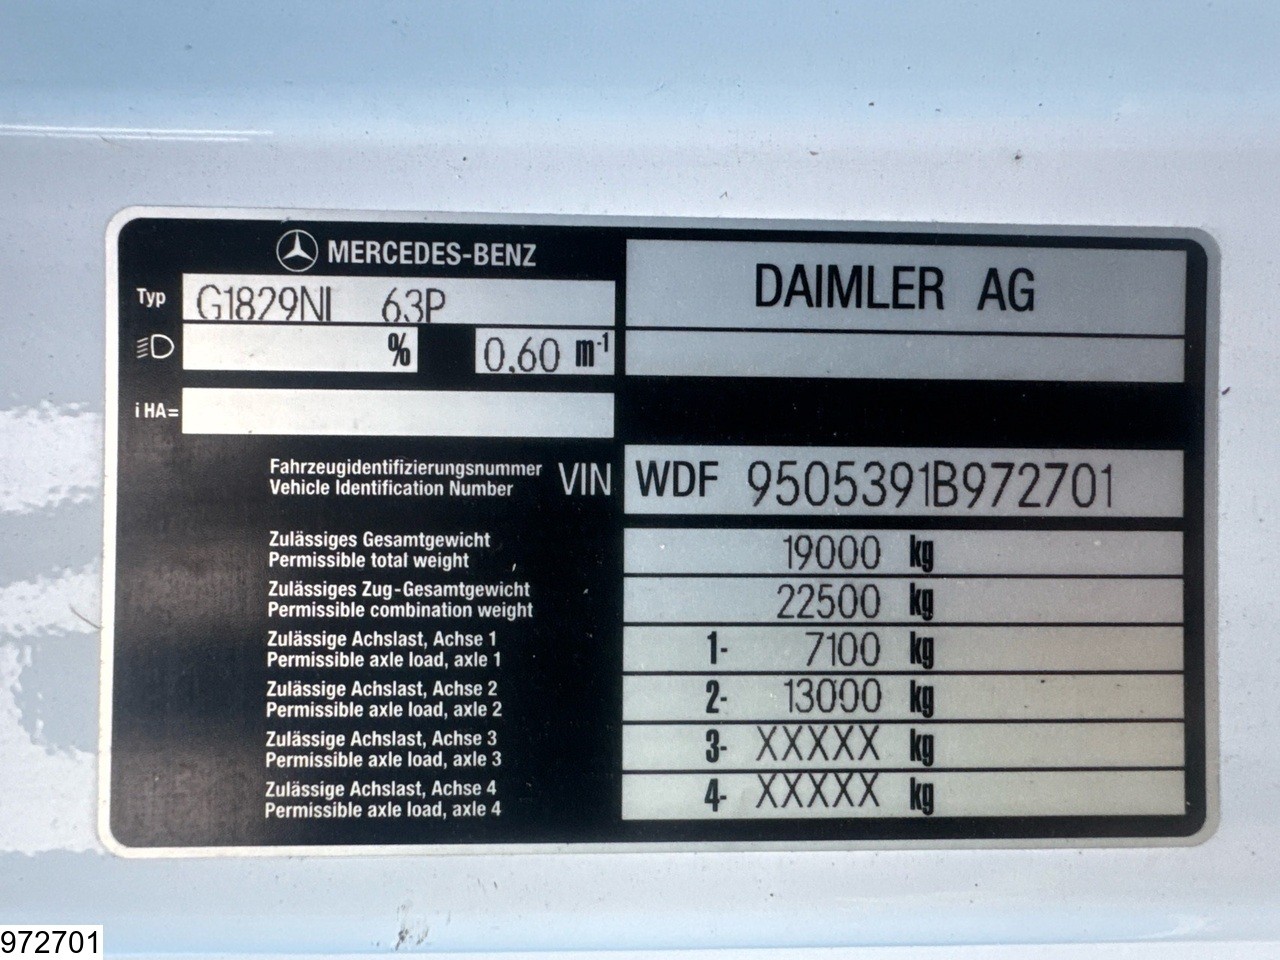 MERCEDES-BENZ
DAIMLER AG
Typ G1829NL 63P
% 0,60 m-1
i HA=
Fahrzeugidentifizierungsnummer
Vehicle Identification Number
VIN WDF 9505391B972701
Zulässiges Gesamtgewicht
Permissible total weight
19000 kg
Zulässiges Zug-Gesamtgewicht
Permissible combination weight
22500 kg
Zulässige Achslast, Achse 1
Permissible axle load, axle 1
1- 7100 kg
Zulässige Achslast, Achse 2
Permissible axle load, axle 2
2- 13000 kg
Zulässige Achslast, Achse 3
Permissible axle load, axle 3
3- XXXXX kg
Zulässige Achslast, Achse 4
Permissible axle load, axle 4
4- XXXXX kg
972701